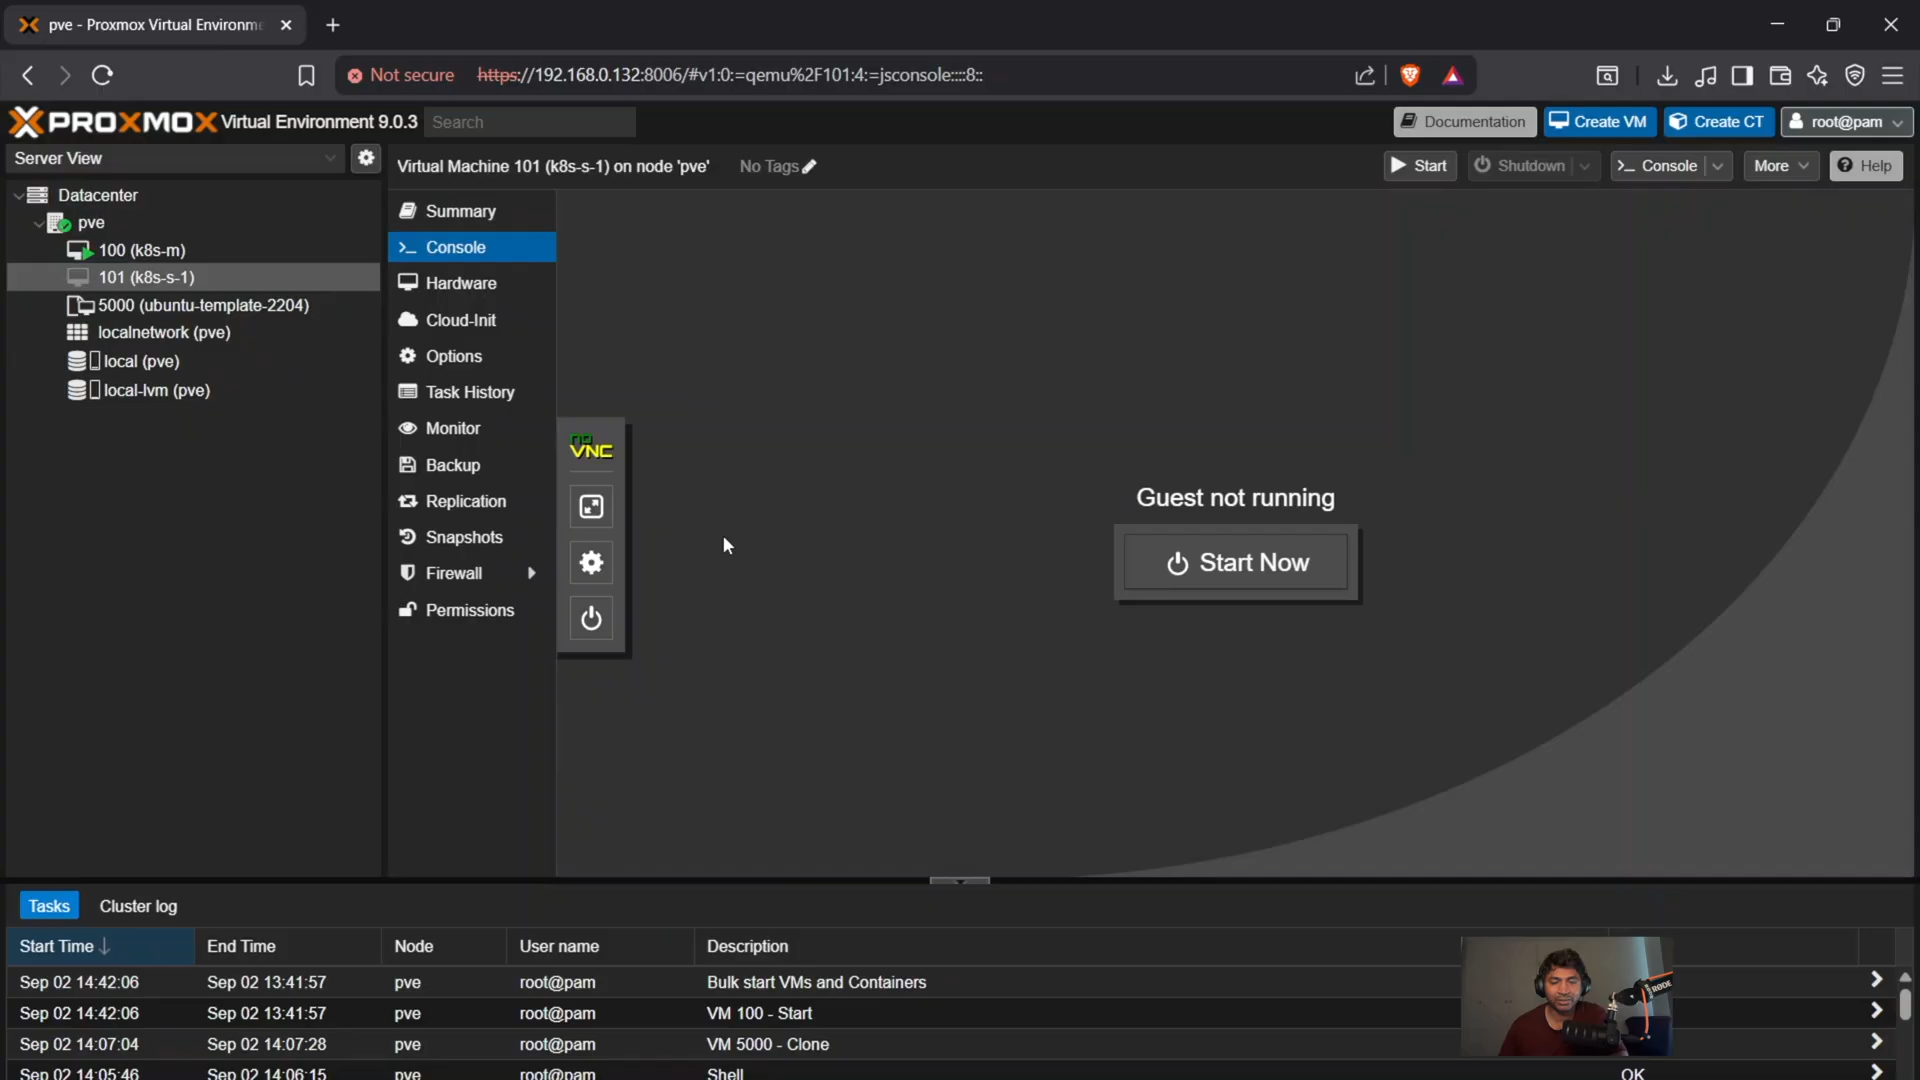 pve - Proxmox Virtual Environm
Not secure https://192.168.0.132:8006/#v1:0:=qemu%2F101:4:=jsconsole::::8::
PROXMOX Virtual Environment 9.0.3 Search
Documentation Create VM Create CT root@pam
Server View
Virtual Machine 101 (k8s-s-1) on node 'pve' No Tags
Start Shutdown >_ Console More Help
Datacenter
pve
100 (k8s-m)
101 (k8s-s-1)
5000 (ubuntu-template-2204)
localnetwork (pve)
local (pve)
local-lvm (pve)
Summary
>_ Console
Hardware
Cloud-Init
Options
Task History
Monitor
Backup
Replication
Snapshots
Firewall
Permissions
no
VNC
Guest not running
Start Now
Tasks Cluster log
Start Time End Time Node User name Description
Sep 02 14:42:06 Sep 02 13:41:57 pve root@pam Bulk start VMs and Containers
Sep 02 14:42:06 Sep 02 13:41:57 pve root@pam VM 100 - Start
Sep 02 14:07:04 Sep 02 14:07:28 pve root@pam VM 5000 - Clone
Sep 02 14:05:46 Sep 02 14:06:15 pve root@pam Shell OK
RODE